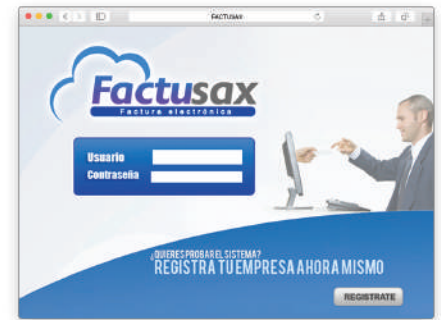 FACTUSAX
Factusax
Factura electrónica
Usuario
Contraseña
¿QUIERES PROBAR EL SISTEMA?
REGISTRA TU EMPRESA AHORA MISMO
REGISTRATE